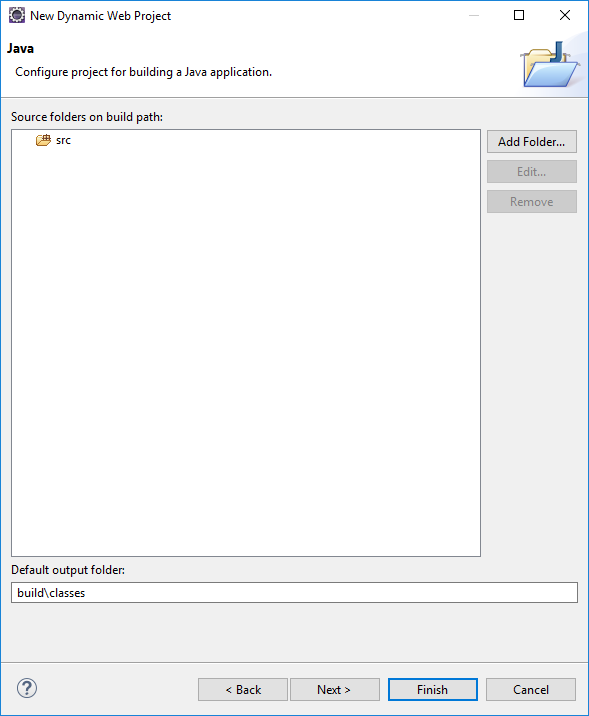 New Dynamic Web Project
Java
Configure project for building a Java application.
Source folders on build path:
src
Add Folder...
Edit...
Remove
Default output folder:
build\classes
?
< Back
Next >
Finish
Cancel